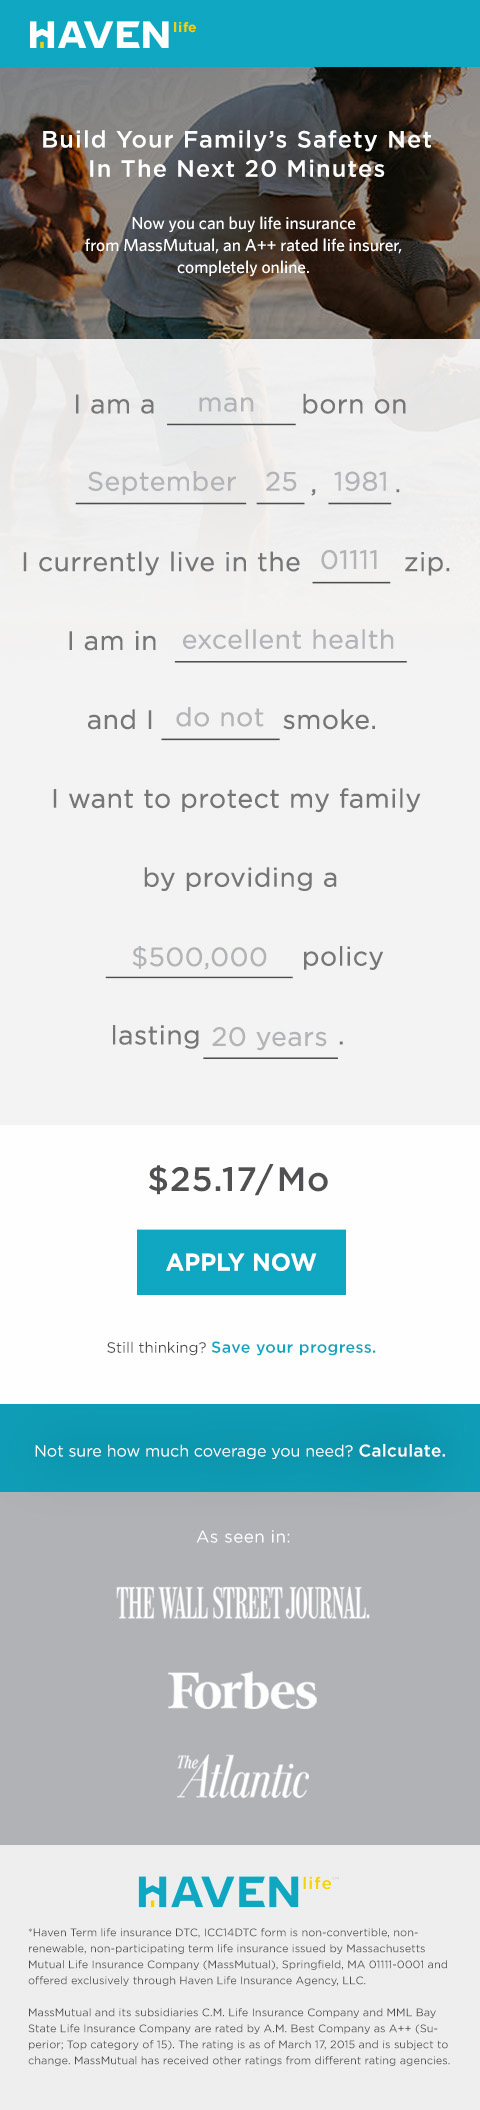 HAVEN life
Build Your Family's Safety Net
In The Next 20 Minutes
Now you can buy life insurance
from MassMutual, an A++ rated life insurer,
completely online.
I am a man born on
September 25 , 1981 .
I currently live in the 01111 zip.
I am in excellent health
and I do not smoke.
I want to protect my family
by providing a
$500,000 policy
lasting 20 years .
$25.17/Mo
APPLY NOW
Still thinking? Save your progress.
Not sure how much coverage you need? Calculate.
As seen in:
THE WALL STREET JOURNAL.
Forbes
The Atlantic
HAVEN life™
*Haven Term life insurance DTC, ICC14DTC form is non-convertible, non-
renewable, non-participating term life insurance issued by Massachusetts
Mutual Life Insurance Company (MassMutual), Springfield, MA 01111-0001 and
offered exclusively through Haven Life Insurance Agency, LLC.
MassMutual and its subsidiaries C.M. Life Insurance Company and MML Bay
State Life Insurance Company are rated by A.M. Best Company as A++ (Su-
perior; Top category of 15). The rating is as of March 17, 2015 and is subject to
change. MassMutual has received other ratings from different rating agencies.